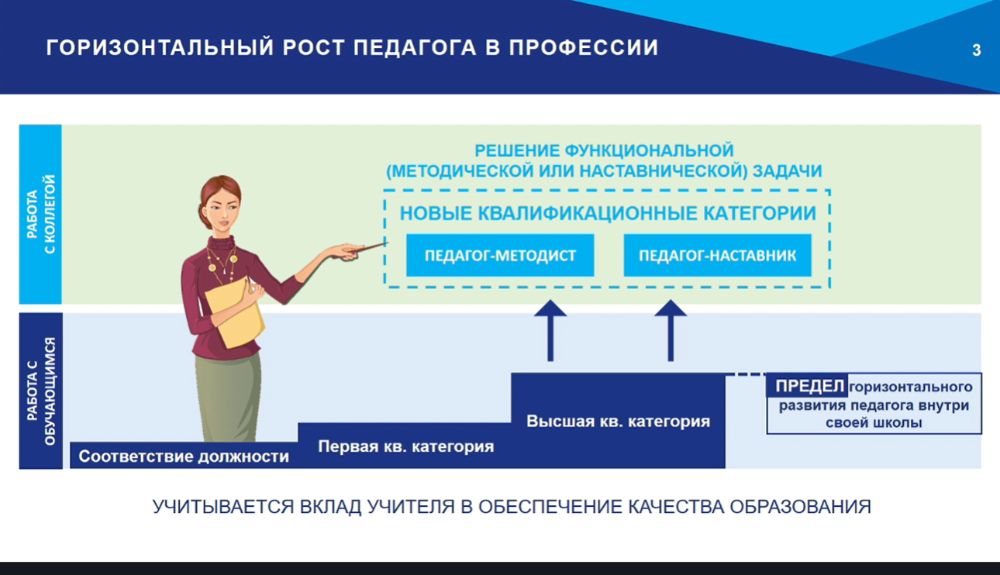 ГОРИЗОНТАЛЬНЫЙ РОСТ ПЕДАГОГА В ПРОФЕССИИ
3
РАБОТА
С КОЛЛЕГОЙ
РЕШЕНИЕ ФУНКЦИОНАЛЬНОЙ
(МЕТОДИЧЕСКОЙ ИЛИ НАСТАВНИЧЕСКОЙ) ЗАДАЧИ
НОВЫЕ КВАЛИФИКАЦИОННЫЕ КАТЕГОРИИ
ПЕДАГОГ-МЕТОДИСТ
ПЕДАГОГ-НАСТАВНИК
РАБОТА С
ОБУЧАЮЩИМСЯ
Соответствие должности
Первая кв. категория
Высшая кв. категория
ПРЕДЕЛ горизонтального
развития педагога внутри
своей школы
УЧИТЫВАЕТСЯ ВКЛАД УЧИТЕЛЯ В ОБЕСПЕЧЕНИЕ КАЧЕСТВА ОБРАЗОВАНИЯ